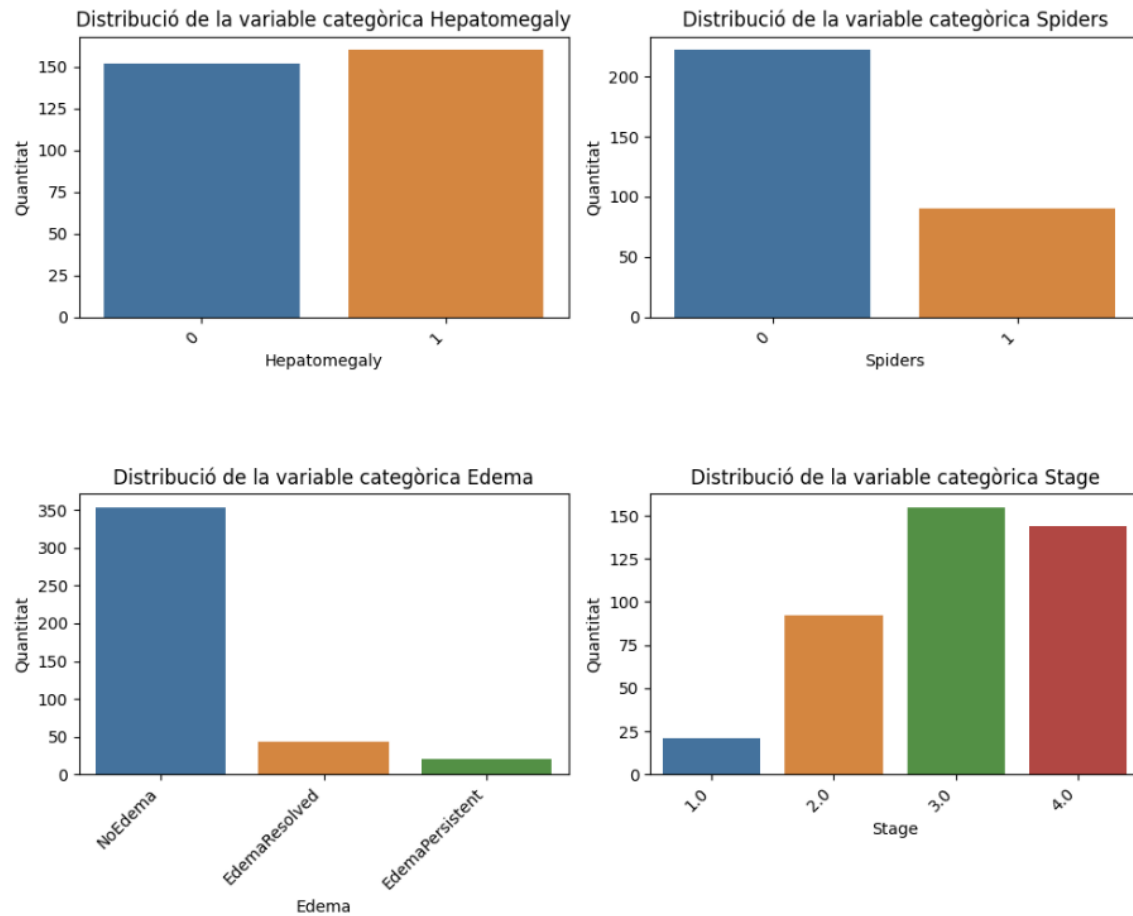 Distribució de la variable categòrica Hepatomegaly
150
125
100
75
50
25
0
Quantitat
0
1
Hepatomegaly
Distribució de la variable categòrica Spiders
200
150
100
50
0
Quantitat
0
1
Spiders
Distribució de la variable categòrica Edema
350
300
250
200
150
100
50
0
Quantitat
NoEdema
EdemaResolved
EdemaPersistent
Edema
Distribució de la variable categòrica Stage
150
125
100
75
50
25
0
Quantitat
1.0
2.0
3.0
4.0
Stage